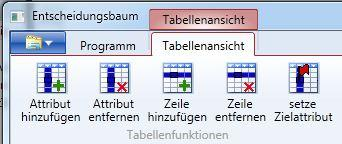 Entscheidungsbaum Tabellenansicht
Programm Tabellenansicht
Attribut hinzufügen
Attribut entfernen
Zeile hinzufügen
Zeile entfernen
setze Zielattribut
Tabellenfunktionen